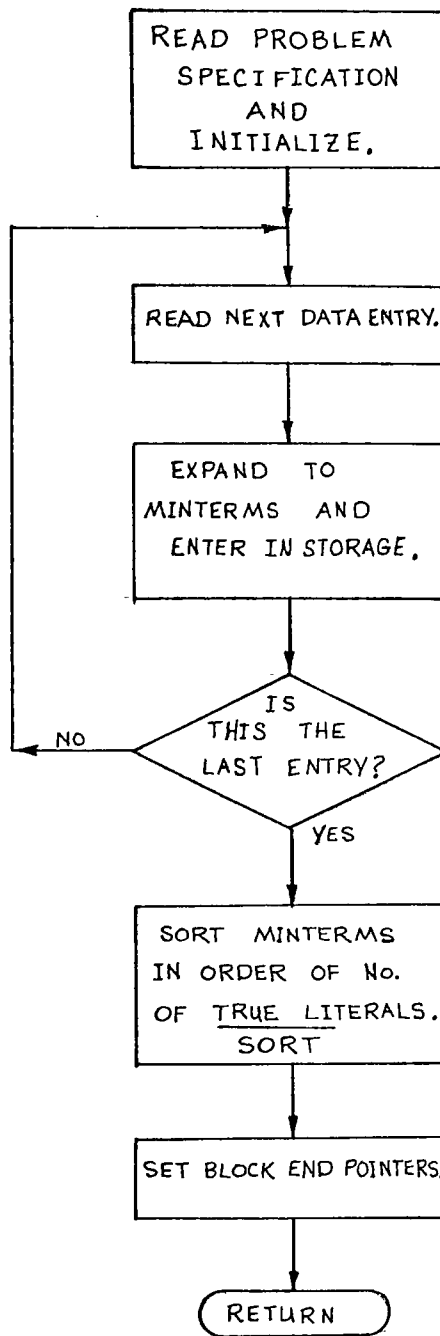 READ PROBLEM
SPECIFICATION
AND
INITIALIZE.
READ NEXT DATA ENTRY.
EXPAND TO
MINTERMS AND
ENTER IN STORAGE.
IS
THIS THE
LAST ENTRY?
NO
YES
SORT MINTERMS
IN ORDER OF No.
OF TRUE LITERALS.
SORT
SET BLOCK END POINTERS.
RETURN